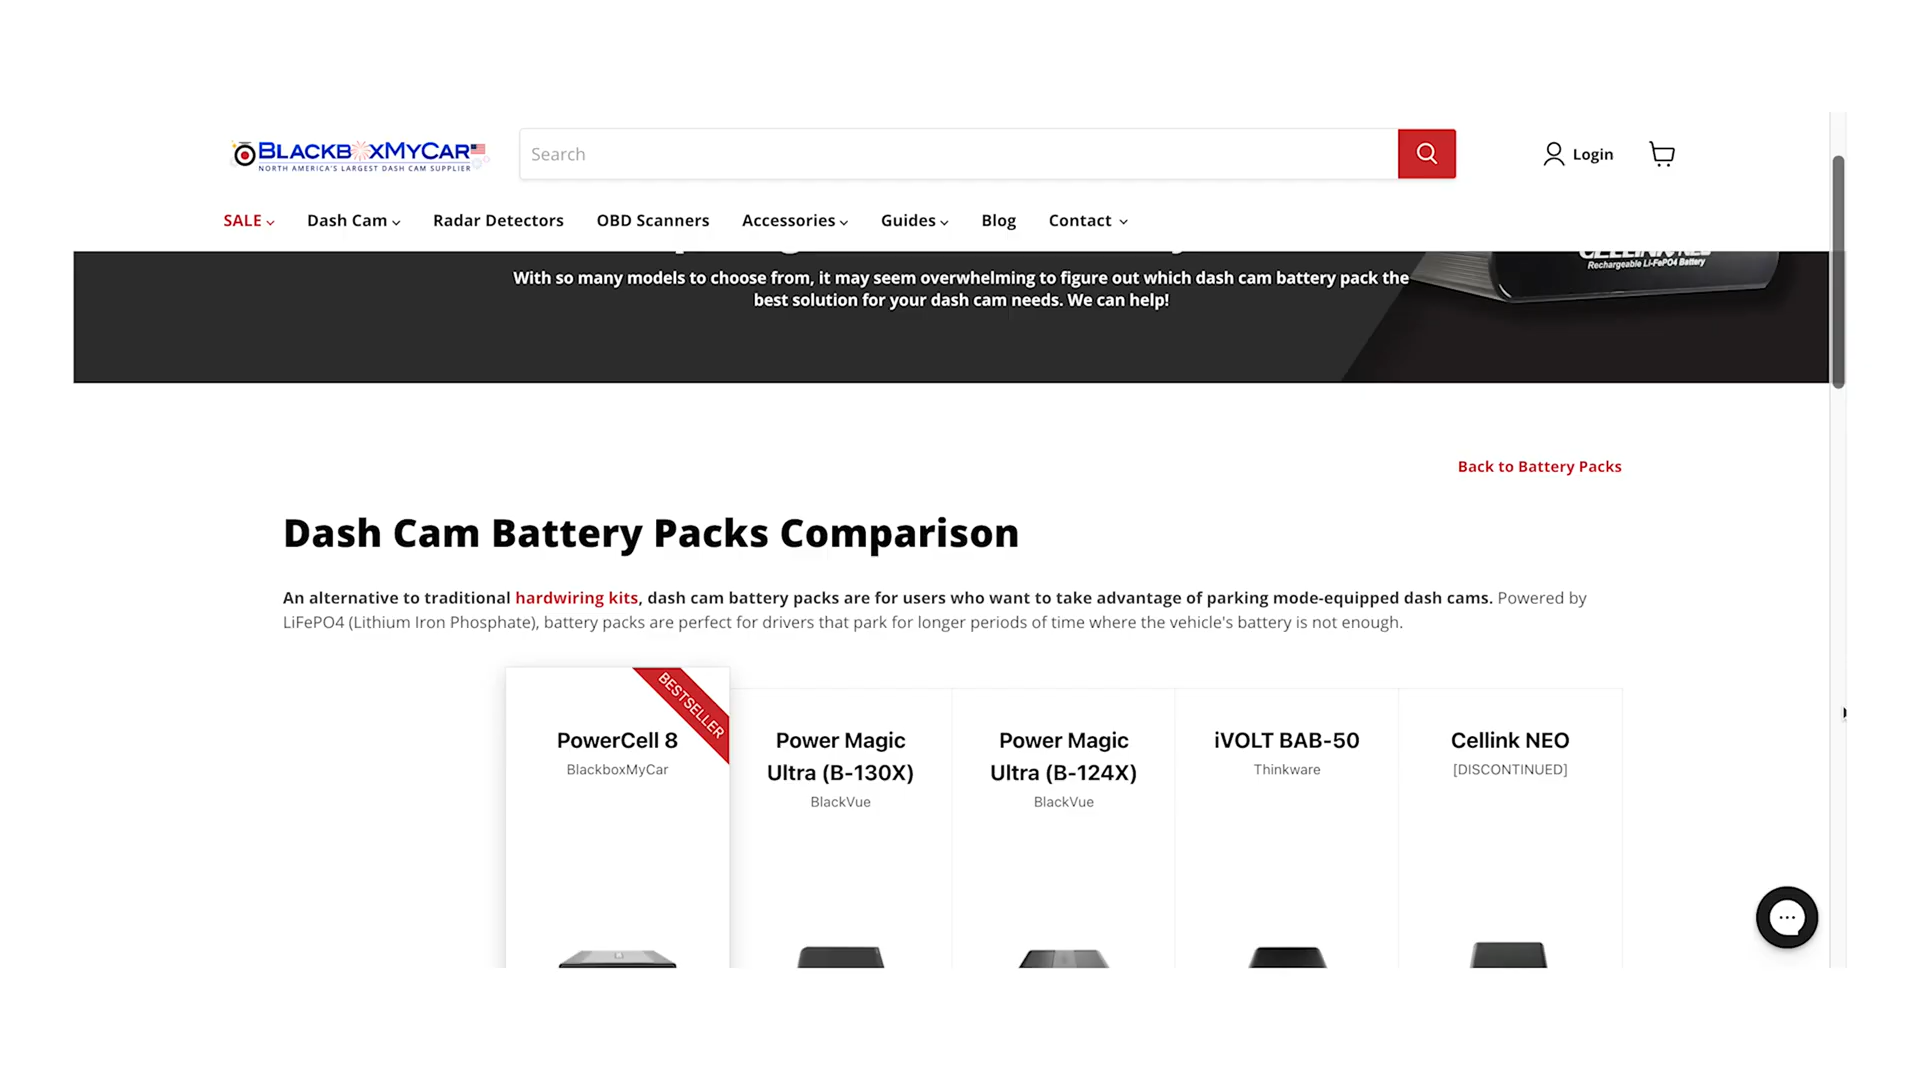 BLACKBOXMYCAR
NORTH AMERICA'S LARGEST DASH CAM SUPPLIER
Search
Login
SALE
Dash Cam
Radar Detectors
OBD Scanners
Accessories
Guides
Blog
Contact
With so many models to choose from, it may seem overwhelming to figure out which dash cam battery pack the
best solution for your dash cam needs. We can help!
Rechargeable Li-FePO4 Battery
Back to Battery Packs
Dash Cam Battery Packs Comparison
An alternative to traditional hardwiring kits, dash cam battery packs are for users who want to take advantage of parking mode-equipped dash cams. Powered by
LiFePO4 (Lithium Iron Phosphate), battery packs are perfect for drivers that park for longer periods of time where the vehicle's battery is not enough.
BESTSELLER
PowerCell 8
BlackboxMyCar
Power Magic
Ultra (B-130X)
BlackVue
Power Magic
Ultra (B-124X)
BlackVue
iVOLT BAB-50
Thinkware
Cellink NEO
[DISCONTINUED]